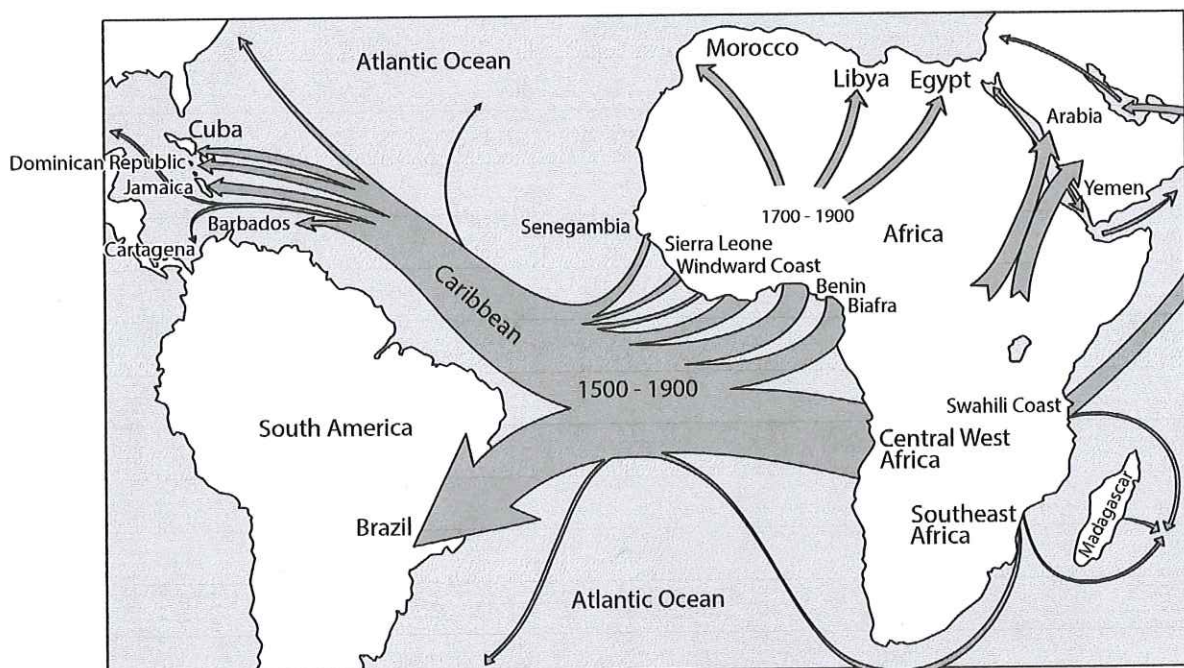 Atlantic Ocean
Morocco
Libya
Egypt
Arabia
Cuba
Dominican Republic
Jamaica
Yemen
1700 - 1900
Barbados
Senegambia
Africa
Cartagena
Sierra Leone
Windward Coast
Benin
Biafra
Caribbean
1500 - 1900
Swahili Coast
South America
Central West
Africa
Madagascar
Brazil
Southeast
Africa
Atlantic Ocean